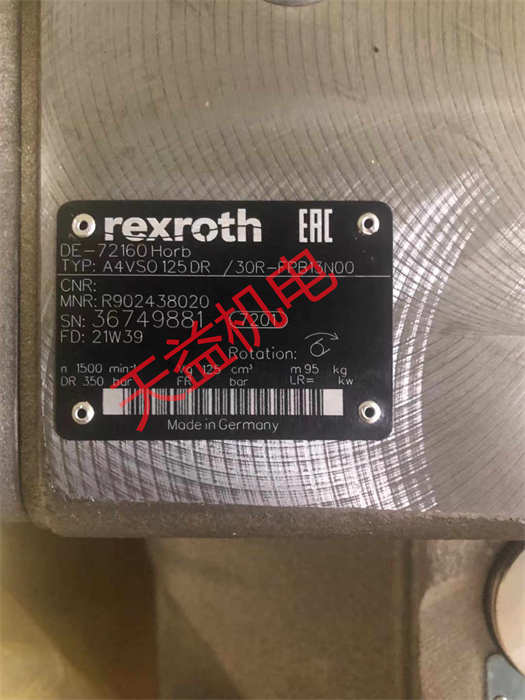 rexroth EAC
DE-72160 Horb
TYP: A4VSO 125 DR /30R-PPB13N00
CNR:
MNR: R902438020
SN: 36749881 7201
FD: 21W39
Rotation:
n 1500 min⁻¹ Vg 125 cm³ m 95 kg
DR 350 bar FR bar LR= kw
Made in Germany
天益机电